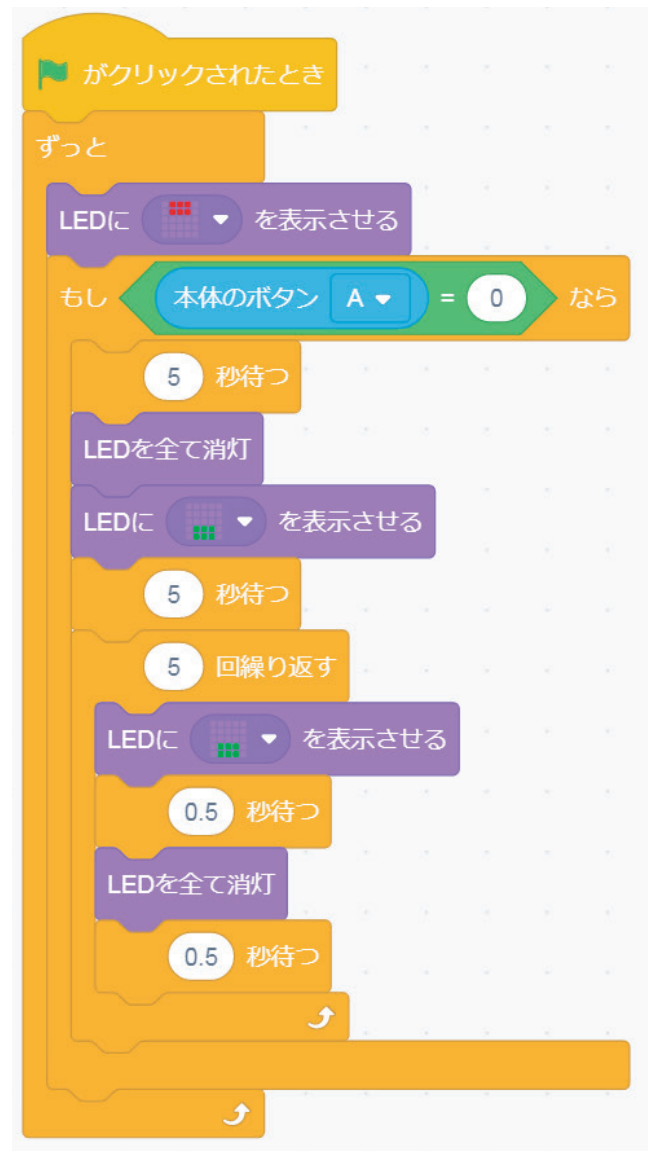 がクリックされたとき
ずっと
LEDに を表示させる
もし 本体のボタン A = 0 なら
5 秒待つ
LEDを全て消灯
LEDに を表示させる
5 秒待つ
5 回繰り返す
LEDに を表示させる
0.5 秒待つ
LEDを全て消灯
0.5 秒待つ